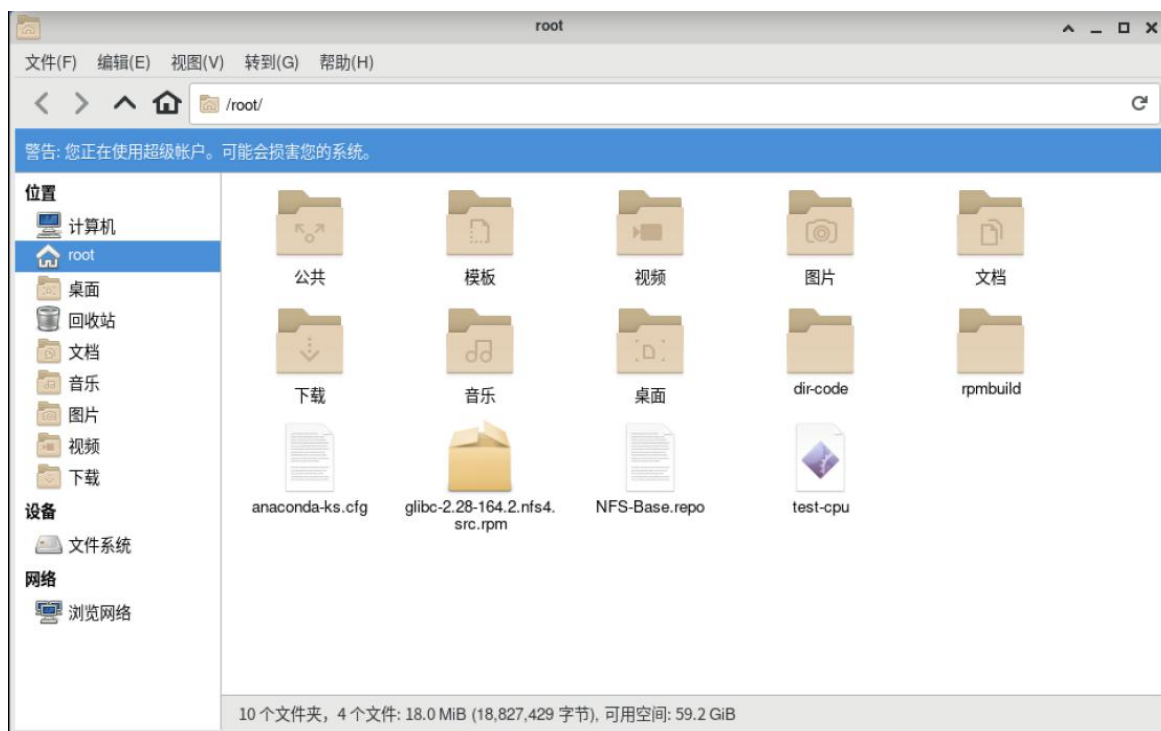 root
文件(F) 编辑(E) 视图(V) 转到(G) 帮助(H)
/root/
警告: 您正在使用超级帐户。可能会损害您的系统。
位置
计算机
root
桌面
回收站
文档
音乐
图片
视频
下载
设备
文件系统
网络
浏览网络
公共 模板 视频 图片 文档
下载 音乐 桌面 dir-code rpmbuild
anaconda-ks.cfg glibc-2.28-164.2.nfs4. NFS-Base.repo test-cpu
src.rpm
10 个文件夹，4 个文件: 18.0 MiB (18,827,429 字节), 可用空间: 59.2 GiB